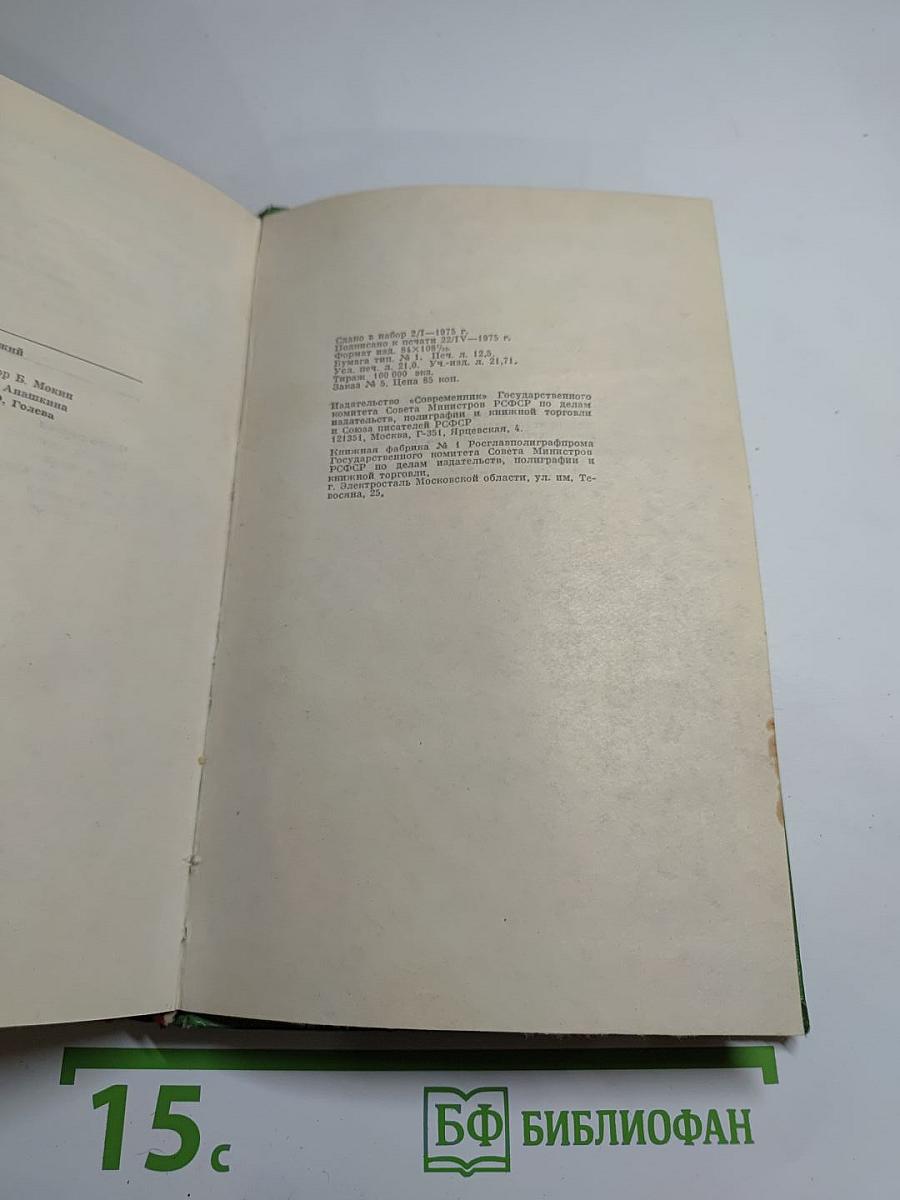 кий
ор Б. Мокин
Анашкина
Голева
Сдано в набор 2/I—1975 г.
Подписано к печати 22/IV—1975 г.
Формат изд. 84×108¹/₃₂.
Бумага тип. № 1. Печ. л. 12,5.
Усл. печ. л. 21,0. Уч.-изд. л. 21,71.
Тираж 100 000 экз.
Заказ № 5. Цена 85 коп.
Издательство «Современник» Государственного
комитета Совета Министров РСФСР по делам
издательств, полиграфии и книжной торговли
и Союза писателей РСФСР
121351, Москва, Г-351, Ярцевская, 4.
Книжная фабрика № 1 Росглавполиграфпрома
Государственного комитета Совета Министров
РСФСР по делам издательств, полиграфии и
книжной торговли,
г. Электросталь Московской области, ул. им. Те-
восяна, 25.
15 с
БФ БИБЛИОФАН